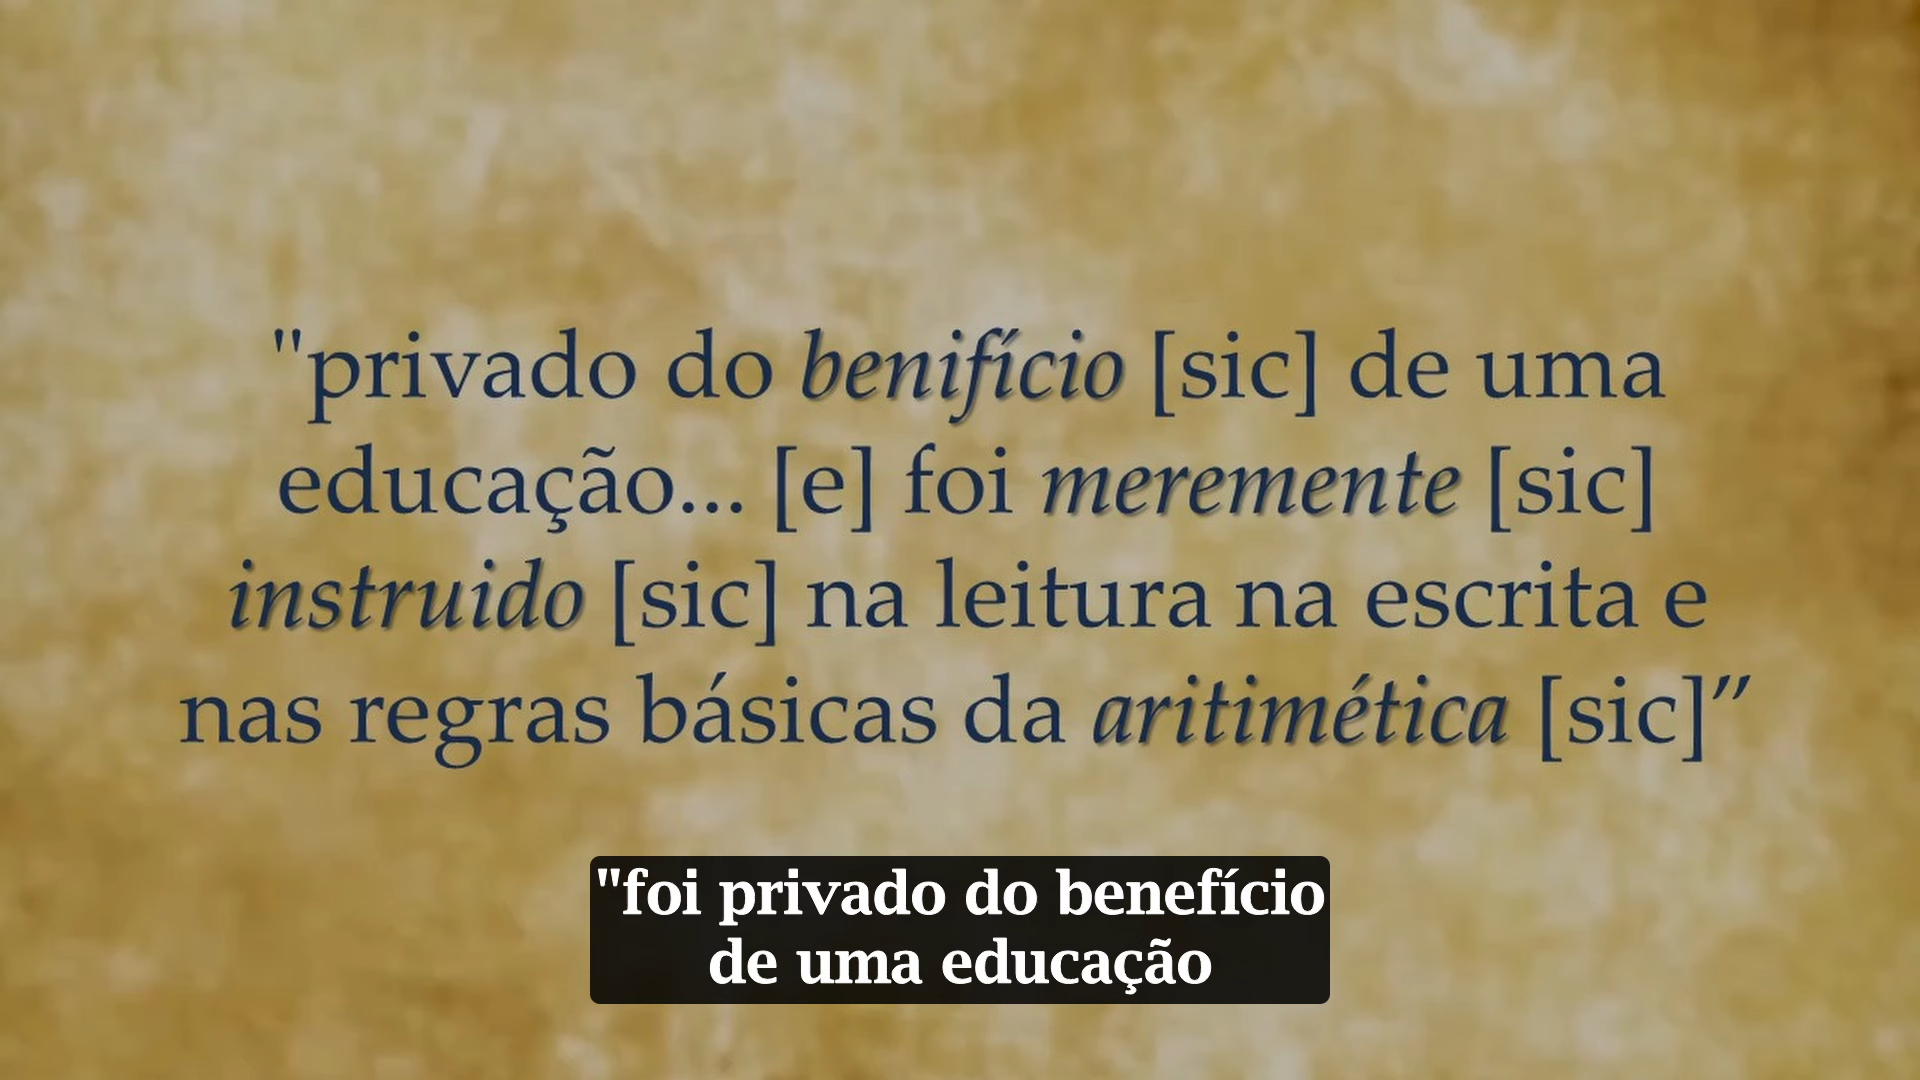 "privado do benifício [sic] de uma
educação... [e] foi meremente [sic]
instruido [sic] na leitura na escrita e
nas regras básicas da aritimética [sic]”
"foi privado do benefício
de uma educação